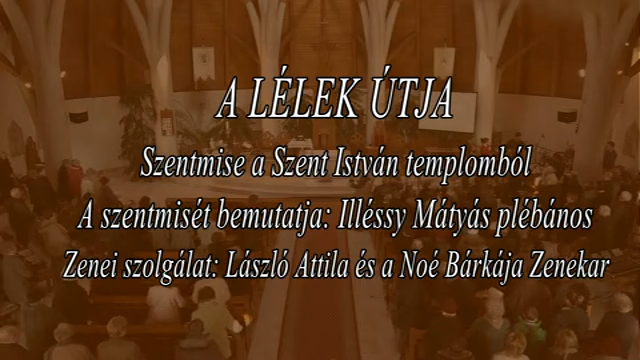 A LÉLEK ÚTJA
Szentmise a Szent István templomból
A szentmisét bemutatja: Illéssy Mátyás plébános
Zenei szolgálat: László Attila és a Noé Bárkája Zenekar